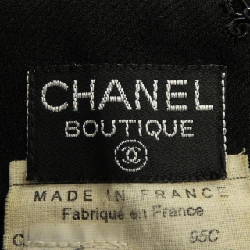 CHANEL
BOUTIQUE
MADE IN FRANCE
Fabriqué en France
95C